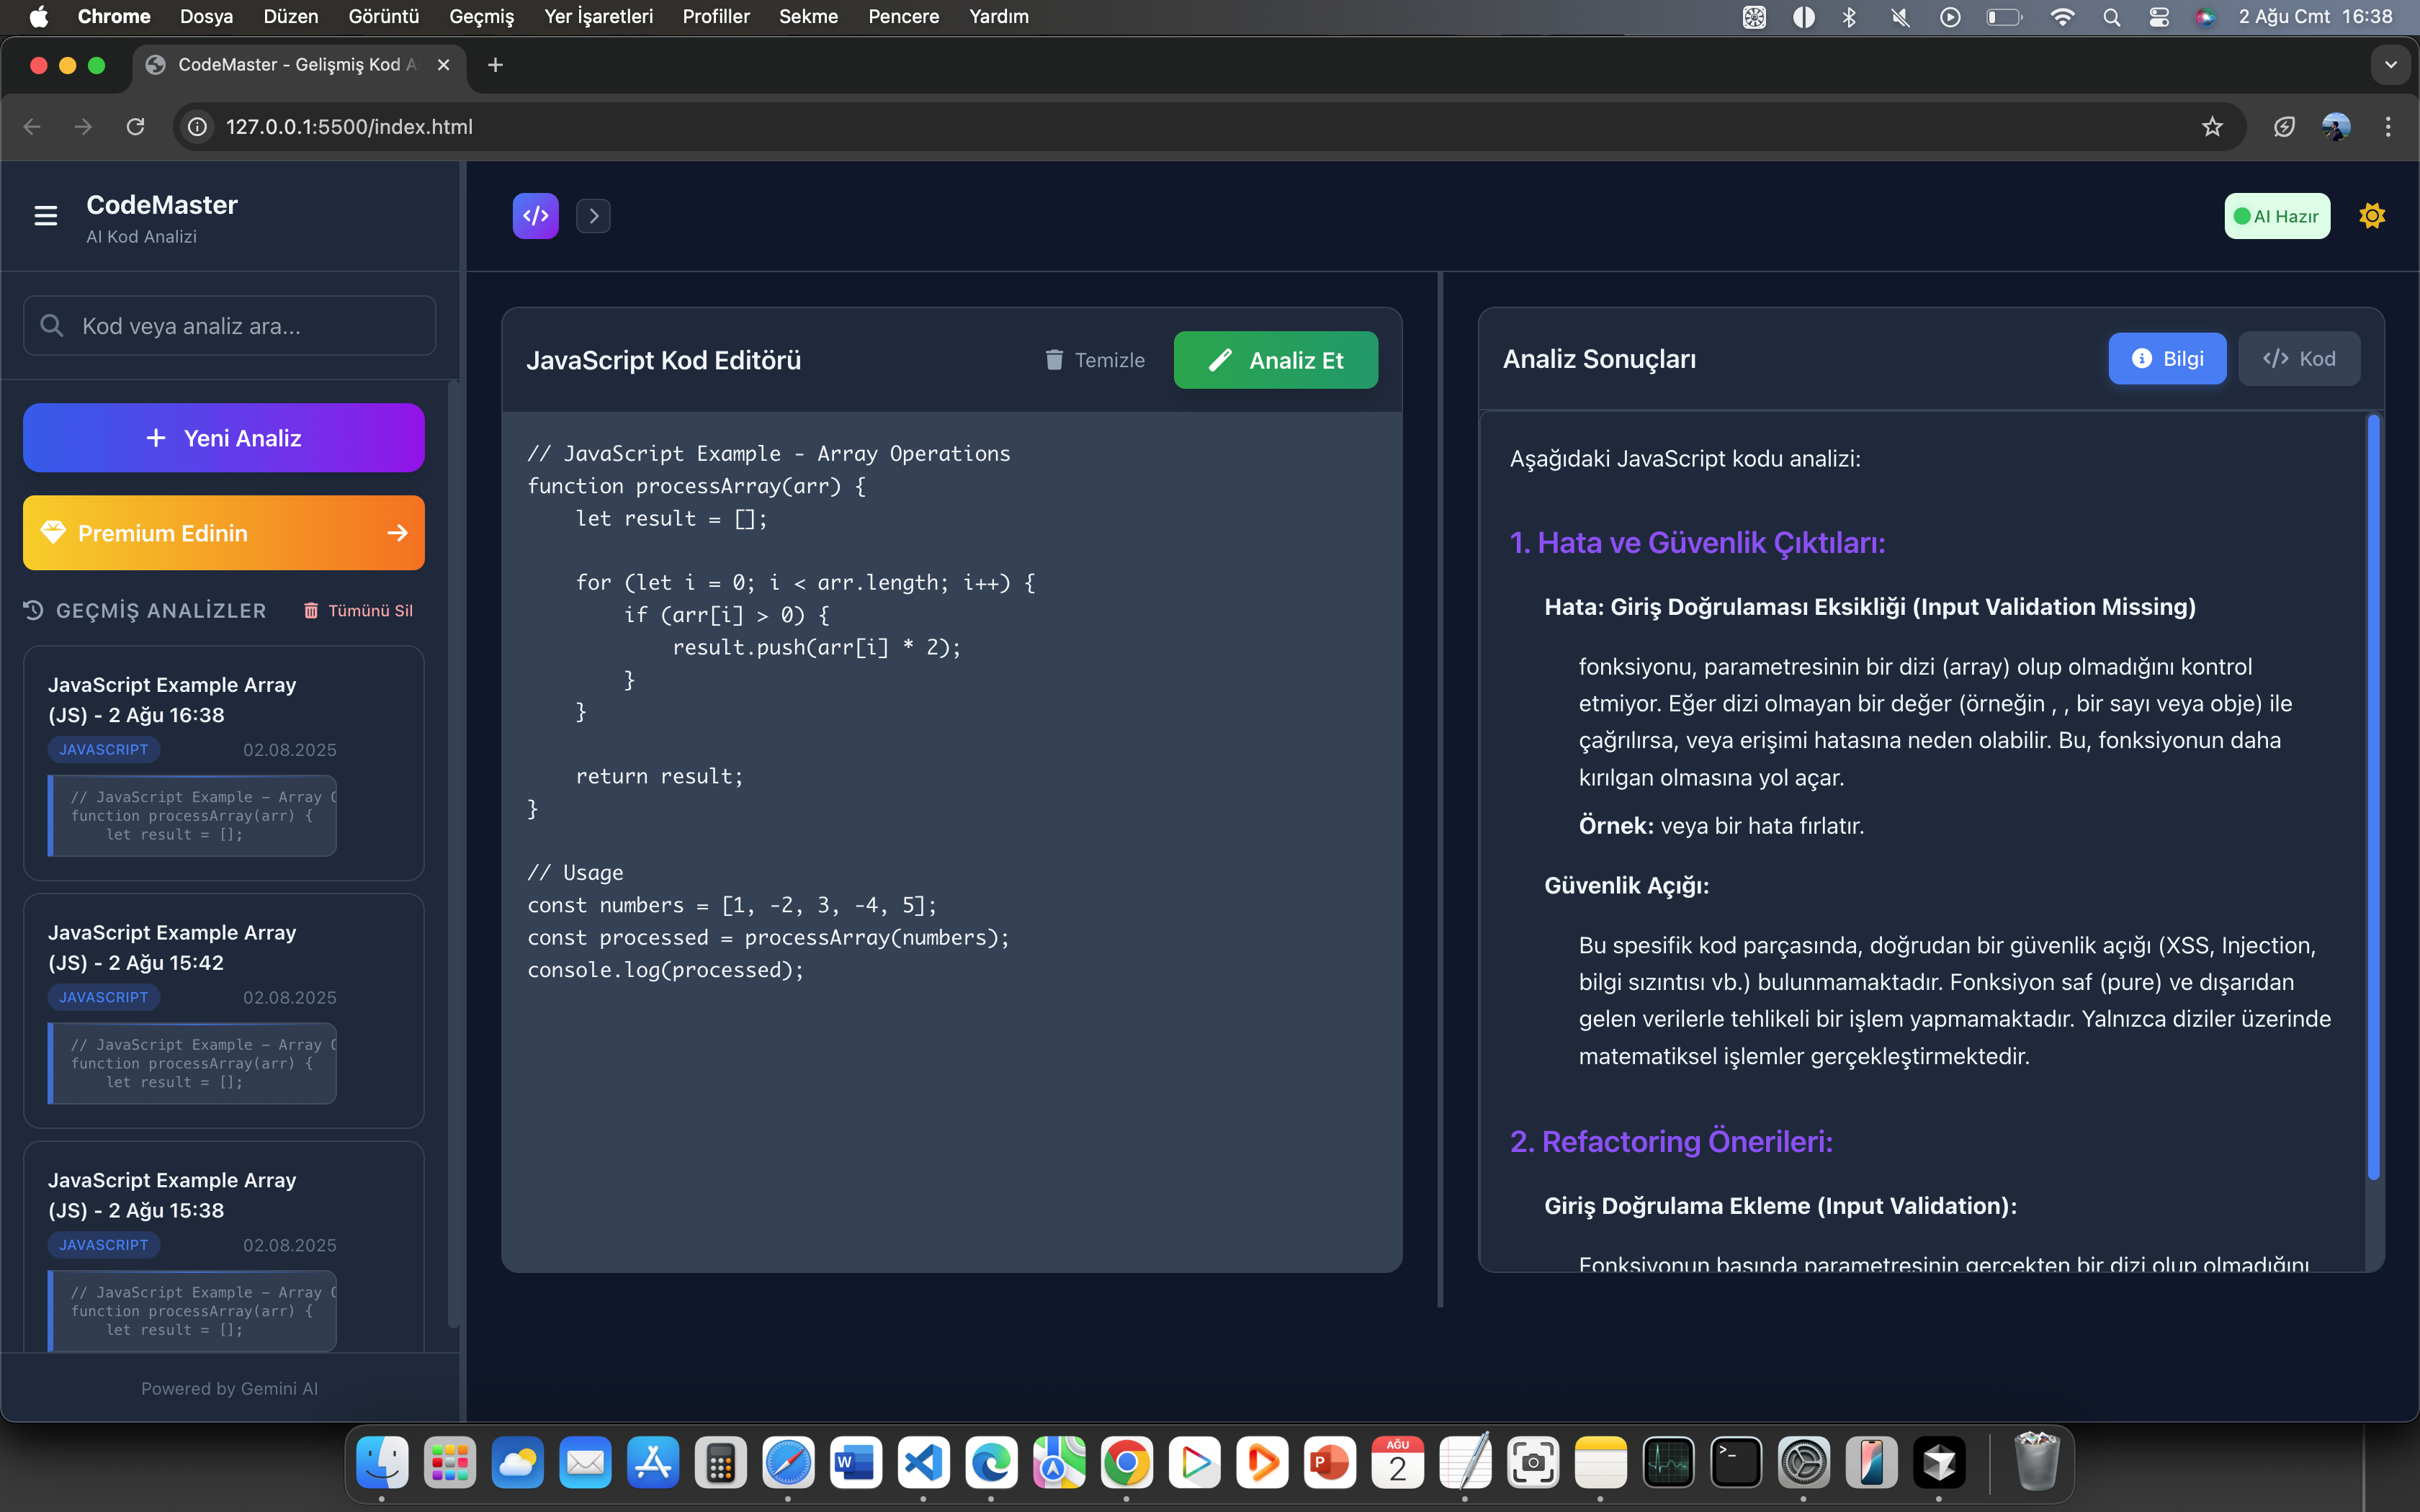 Chrome Dosya Düzen Görüntü Geçmiş Yer İşaretleri Profiller Sekme Pencere Yardım 2 Ağu Cmt 16:38
CodeMaster - Gelişmiş Kod A
127.0.0.1:5500/index.html
CodeMaster
AI Kod Analizi
</>
AI Hazır
Kod veya analiz ara...
+ Yeni Analiz
Premium Edinin
GEÇMİŞ ANALİZLER
Tümünü Sil
JavaScript Example Array
(JS) - 2 Ağu 16:38
JAVASCRIPT 02.08.2025
// JavaScript Example – Array O
function processArray(arr) {
let result = [];
JavaScript Example Array
(JS) - 2 Ağu 15:42
JAVASCRIPT 02.08.2025
// JavaScript Example – Array O
function processArray(arr) {
let result = [];
JavaScript Example Array
(JS) - 2 Ağu 15:38
JAVASCRIPT 02.08.2025
// JavaScript Example – Array O
function processArray(arr) {
let result = [];
Powered by Gemini AI
JavaScript Kod Editörü
Temizle
Analiz Et
// JavaScript Example - Array Operations
function processArray(arr) {
let result = [];
for (let i = 0; i < arr.length; i++) {
if (arr[i] > 0) {
result.push(arr[i] * 2);
}
}
return result;
}
// Usage
const numbers = [1, -2, 3, -4, 5];
const processed = processArray(numbers);
console.log(processed);
Analiz Sonuçları
Bilgi
</> Kod
Aşağıdaki JavaScript kodu analizi:
1. Hata ve Güvenlik Çıktıları:
Hata: Giriş Doğrulaması Eksikliği (Input Validation Missing)
fonksiyonu, parametresinin bir dizi (array) olup olmadığını kontrol
etmiyor. Eğer dizi olmayan bir değer (örneğin , , bir sayı veya obje) ile
çağrılırsa, veya erişimi hatasına neden olabilir. Bu, fonksiyonun daha
kırılgan olmasına yol açar.
Örnek: veya bir hata fırlatır.
Güvenlik Açığı:
Bu spesifik kod parçasında, doğrudan bir güvenlik açığı (XSS, Injection,
bilgi sızıntısı vb.) bulunmamaktadır. Fonksiyon saf (pure) ve dışarıdan
gelen verilerle tehlikeli bir işlem yapmamaktadır. Yalnızca diziler üzerinde
matematiksel işlemler gerçekleştirmektedir.
2. Refactoring Önerileri:
Giriş Doğrulama Ekleme (Input Validation):
Fonksiyonun başında parametresinin gerçekten bir dizi olup olmadığını
W
P
AĞU
2
>_